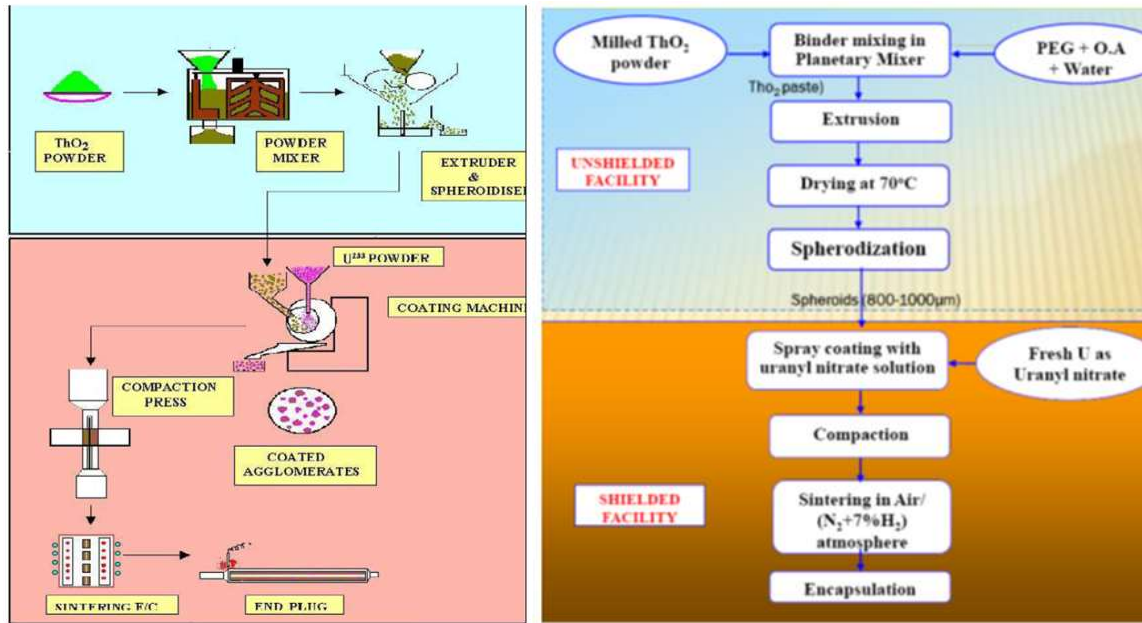 ThO2
POWDER
POWDER
MIXER
EXTRUDER
&
SPHEROIDISE
U233 POWDER
COATING MACHIN
COMPACTION
PRESS
COATED
AGGLOMERATES
SINTERING F/C
END PLUG
Milled ThO2
powder
Binder mixing in
Planetary Mixer
PEG + O.A
+ Water
Tho2 paste)
Extrusion
UNSHIELDED
FACILITY
Drying at 70°C
Spherodization
Spheroids (800-1000µm)
Spray coating with
uranyl nitrate solution
Fresh U as
Uranyl nitrate
Compaction
SHIELDED
FACILITY
Sintering in Air/
(N2+7%H2)
atmosphere
Encapsulation